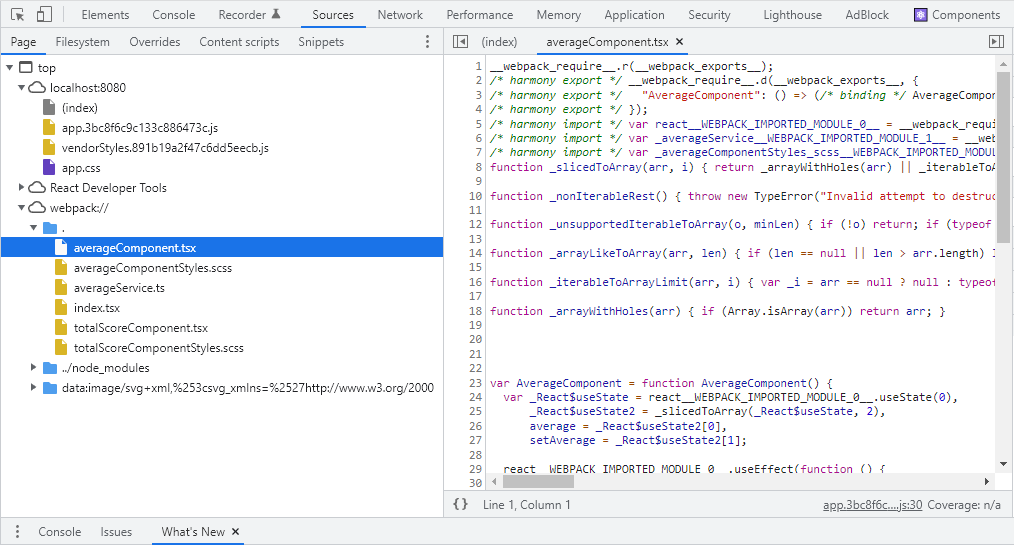 Elements Console Recorder Sources Network Performance Memory Application Security Lighthouse AdBlock Components
Page Filesystem Overrides Content scripts Snippets
top
localhost:8080
(index)
app.3bc8f6c9c133c886473c.js
vendorStyles.891b19a2f47c6dd5eecb.js
app.css
React Developer Tools
webpack://
.
averageComponent.tsx
averageComponentStyles.scss
averageService.ts
index.tsx
totalScoreComponent.tsx
totalScoreComponentStyles.scss
../node_modules
data:image/svg+xml,%253csvg_xmlns=%2527http://www.w3.org/2000
(index) averageComponent.tsx ×
1 __webpack_require__.r(__webpack_exports__);
2 /* harmony export */ __webpack_require__.d(__webpack_exports__, {
3 /* harmony export */   "AverageComponent": () => (/* binding */ AverageCompon
4 /* harmony export */ });
5 /* harmony import */ var react__WEBPACK_IMPORTED_MODULE_0__ = __webpack_requi
6 /* harmony import */ var _averageService__WEBPACK_IMPORTED_MODULE_1__ = __web
7 /* harmony import */ var _averageComponentStyles_scss__WEBPACK_IMPORTED_MODUL
8 function _slicedToArray(arr, i) { return _arrayWithHoles(arr) || _iterableToA
9
10 function _nonIterableRest() { throw new TypeError("Invalid attempt to destruc
11
12 function _unsupportedIterableToArray(o, minLen) { if (!o) return; if (typeof
13
14 function _arrayLikeToArray(arr, len) { if (len == null || len > arr.length) l
15
16 function _iterableToArrayLimit(arr, i) { var _i = arr == null ? null : typeof
17
18 function _arrayWithHoles(arr) { if (Array.isArray(arr)) return arr; }
19
20
21
22
23 var AverageComponent = function AverageComponent() {
24   var _React$useState = react__WEBPACK_IMPORTED_MODULE_0__.useState(0),
25       _React$useState2 = _slicedToArray(_React$useState, 2),
26       average = _React$useState2[0],
27       setAverage = _React$useState2[1];
28
29   react__WEBPACK_IMPORTED_MODULE_0__.useEffect(function () {
30
{} Line 1, Column 1 app.3bc8f6c….js:30 Coverage: n/a
Console Issues What's New ×